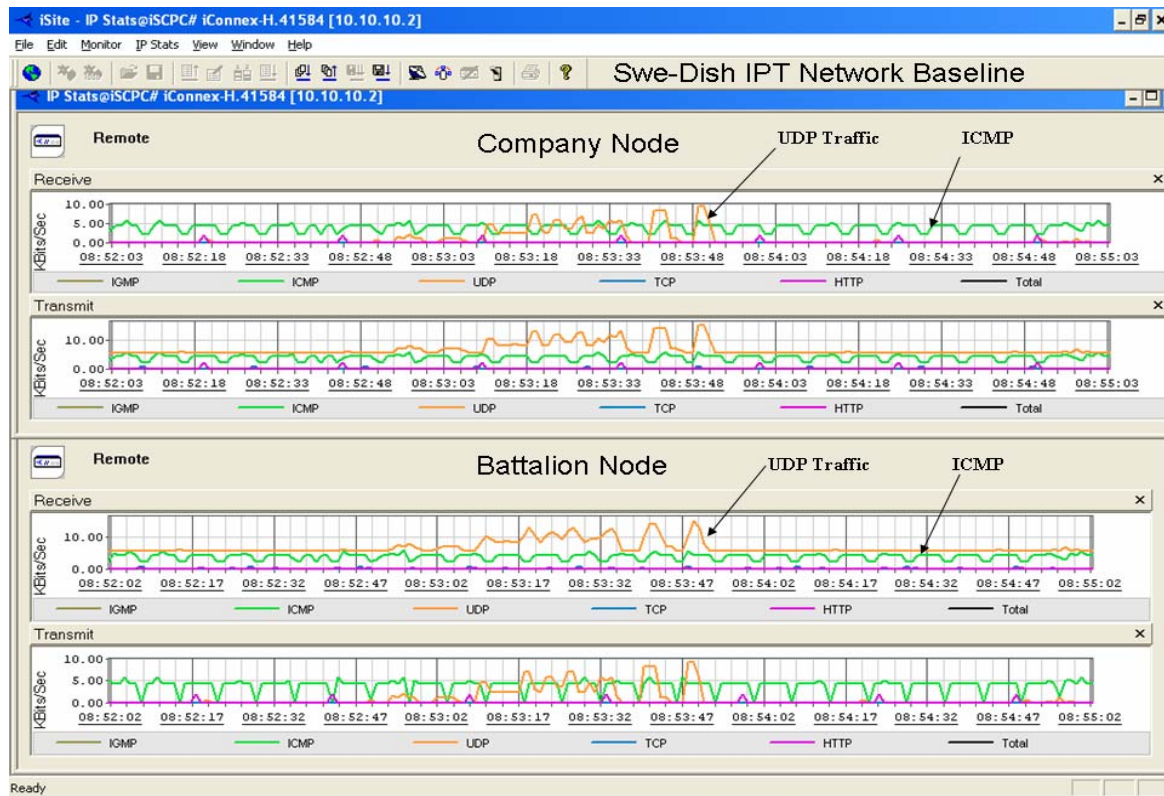 iSite - IP Stats@iSCPC# iConnex-H.41584 [10.10.10.2]
File Edit Monitor IP Stats View Window Help
Swe-Dish IPT Network Baseline
IP Stats@iSCPC# iConnex-H.41584 [10.10.10.2]
Remote
Company Node
UDP Traffic
ICMP
Receive
KBits/Sec
10.00
5.00
0.00
08:52:03 08:52:18 08:52:33 08:52:48 08:53:03 08:53:18 08:53:33 08:53:48 08:54:03 08:54:18 08:54:33 08:54:48 08:55:03
IGMP ICMP UDP TCP HTTP Total
Transmit
KBits/Sec
10.00
0.00
08:52:03 08:52:18 08:52:33 08:52:48 08:53:03 08:53:18 08:53:33 08:53:48 08:54:03 08:54:18 08:54:33 08:54:48 08:55:03
IGMP ICMP UDP TCP HTTP Total
Remote
Battalion Node
UDP Traffic
ICMP
Receive
KBits/Sec
10.00
0.00
08:52:02 08:52:17 08:52:32 08:52:47 08:53:02 08:53:17 08:53:32 08:53:47 08:54:02 08:54:17 08:54:32 08:54:47 08:55:02
IGMP ICMP UDP TCP HTTP Total
Transmit
KBits/Sec
10.00
5.00
0.00
08:52:02 08:52:17 08:52:32 08:52:47 08:53:02 08:53:17 08:53:32 08:53:47 08:54:02 08:54:17 08:54:32 08:54:47 08:55:02
IGMP ICMP UDP TCP HTTP Total
Ready